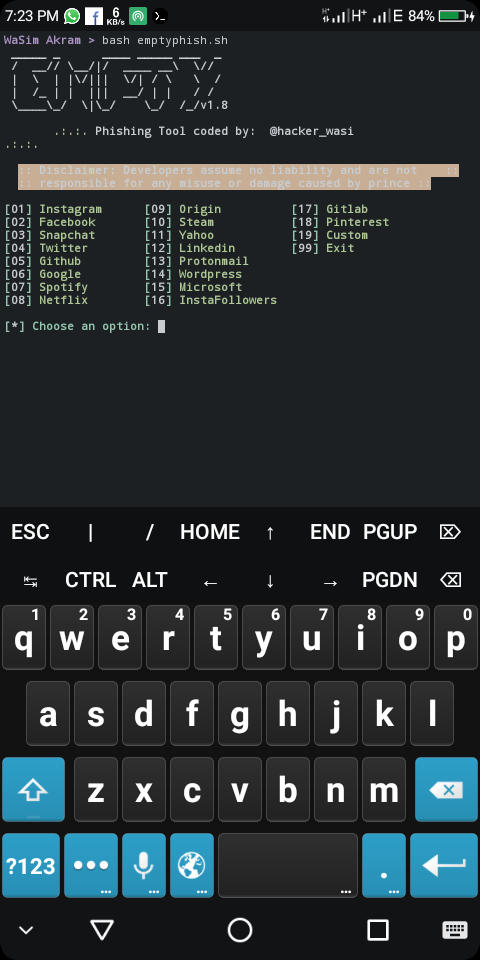 7:23 PM 6 KB/s H+ E 84%
WaSim Akram > bash emptyphish.sh
v1.8
.:.:. Phishing Tool coded by: @hacker_wasi
.:.:.
:: Disclaimer: Developers assume no liability and are not ::
:: responsible for any misuse or damage caused by prince ::
[01] Instagram [09] Origin [17] Gitlab
[02] Facebook [10] Steam [18] Pinterest
[03] Snapchat [11] Yahoo [19] Custom
[04] Twitter [12] Linkedin [99] Exit
[05] Github [13] Protonmail
[06] Google [14] Wordpress
[07] Spotify [15] Microsoft
[08] Netflix [16] InstaFollowers
[*] Choose an option:
ESC | / HOME ↑ END PGUP ⌦
↹ CTRL ALT ← ↓ → PGDN ⌫
1 2 3 4 5 6 7 8 9 0
q w e r t y u i o p
a s d f g h j k l
z x c v b n m
?123 .